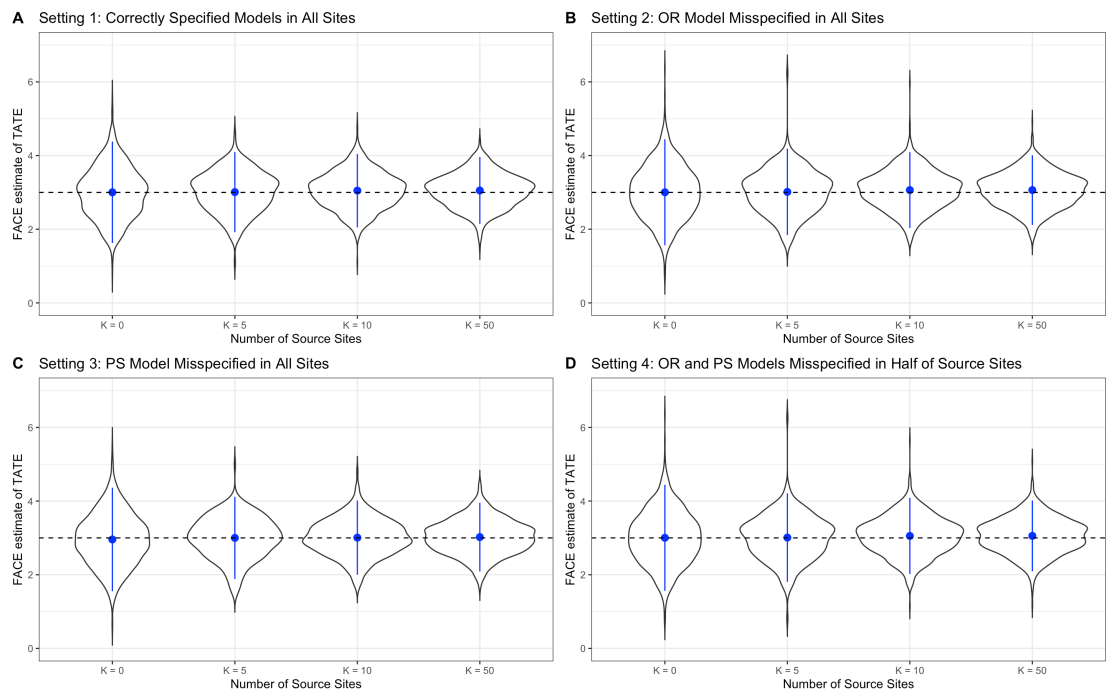 A Setting 1: Correctly Specified Models in All Sites
FACE estimate of TATE
6
4
2
0
K = 0 K = 5 K = 10 K = 50
Number of Source Sites
B Setting 2: OR Model Misspecified in All Sites
FACE estimate of TATE
6
4
2
0
K = 0 K = 5 K = 10 K = 50
Number of Source Sites
C Setting 3: PS Model Misspecified in All Sites
FACE estimate of TATE
6
4
2
0
K = 0 K = 5 K = 10 K = 50
Number of Source Sites
D Setting 4: OR and PS Models Misspecified in Half of Source Sites
FACE estimate of TATE
6
4
2
0
K = 0 K = 5 K = 10 K = 50
Number of Source Sites